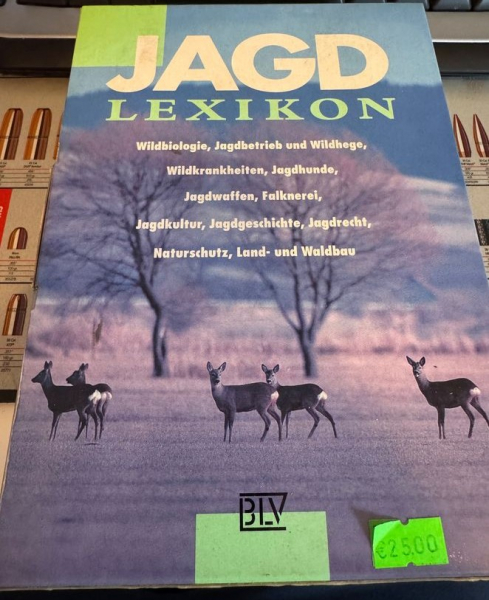 JAGD
LEXIKON
Wildbiologie, Jagdbetrieb und Wildhege,
Wildkrankheiten, Jagdhunde,
Jagdwaffen, Falknerei,
Jagdkultur, Jagdgeschichte, Jagdrecht,
Naturschutz, Land- und Waldbau
BLV
€25.00